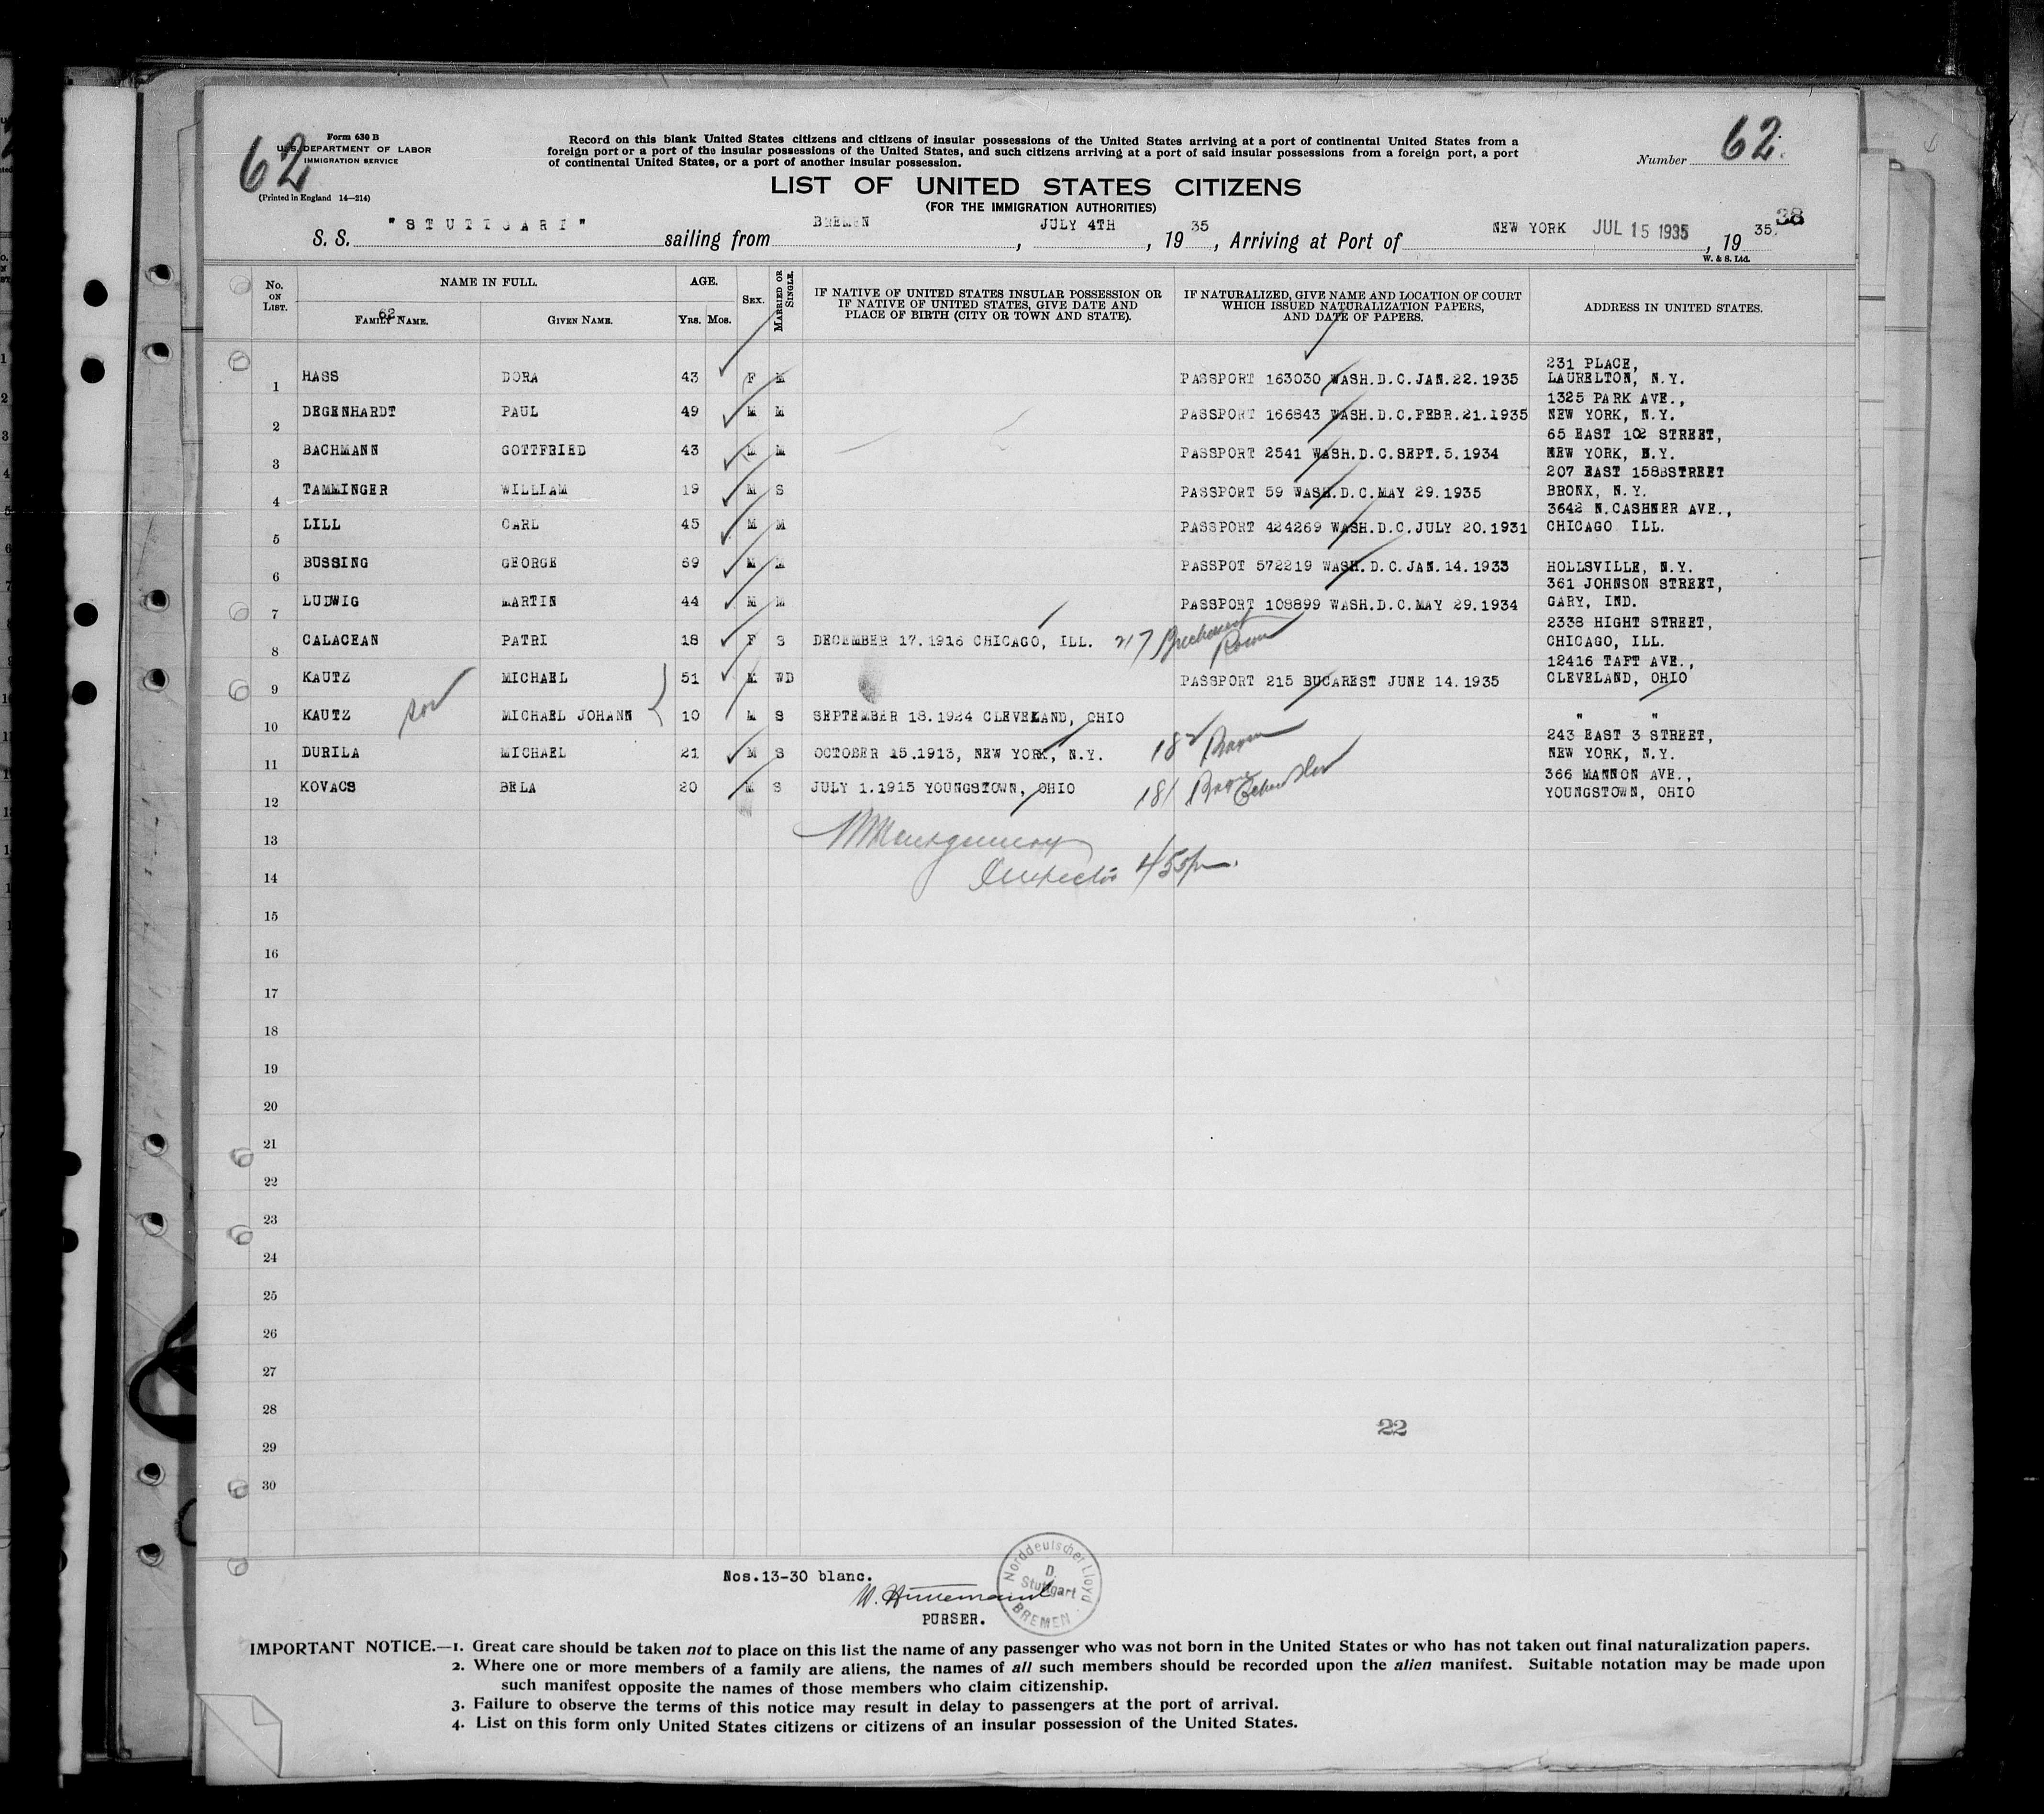 62
Form 630 B
U. S. DEPARTMENT OF LABOR
IMMIGRATION SERVICE
(Printed in England 14—214)
Record on this blank United States citizens and citizens of insular possessions of the United States arriving at a port of continental United States from a
foreign port or a port of the insular possessions of the United States, and such citizens arriving at a port of said insular possessions from a foreign port, a port
of continental United States, or a port of another insular possession.
Number 62.
LIST OF UNITED STATES CITIZENS
(FOR THE IMMIGRATION AUTHORITIES)
S. S. "STUTTGART" sailing from BREMEN, JULY 4TH, 19 35, Arriving at Port of NEW YORK JUL 15 1935, 19 35. 38
W. & S. Ltd.
No. ON LIST. NAME IN FULL. AGE. SEX. MARRIED OR SINGLE. IF NATIVE OF UNITED STATES INSULAR POSSESSION OR IF NATIVE OF UNITED STATES, GIVE DATE AND PLACE OF BIRTH (CITY OR TOWN AND STATE). IF NATURALIZED, GIVE NAME AND LOCATION OF COURT WHICH ISSUED NATURALIZATION PAPERS, AND DATE OF PAPERS. ADDRESS IN UNITED STATES.
62 FAMILY NAME. GIVEN NAME. Yrs. Mos.
1 HASS DORA 43 F M PASSPORT 163030 WASH.D.C.JAN.22.1935 231 PLACE, LAURELTON, N.Y.
2 DEGENHARDT PAUL 49 M M PASSPORT 166843 WASH.D.C.FEBR.21.1935 1325 PARK AVE., NEW YORK, N.Y.
3 BACHMANN GOTTFRIED 43 M M PASSPORT 2541 WASH.D.C.SEPT.5.1934 65 EAST 102 STREET, NEW YORK, N.Y.
4 TAMMINGER WILLIAM 19 M S PASSPORT 59 WASH.D.C.MAY 29.1935 207 EAST 158BSTREET BRONX, N.Y.
5 LILL CARL 45 M M PASSPORT 424269 WASH.D.C.JULY 20.1931 3642 N.CASHNER AVE., CHICAGO ILL.
6 BUSSING GEORGE 69 M M PASSPOT 572219 WASH.D.C.JAN.14.1933 HOLLSVILLE, N.Y.
7 LUDWIG MARTIN 44 M M PASSPORT 108899 WASH.D.C.MAY 29.1934 361 JOHNSON STREET, GARY, IND.
8 CALACEAN PATRI 18 F S DECEMBER 17.1916 CHICAGO, ILL. 217 Bucharest Roum 2338 HIGHT STREET, CHICAGO, ILL.
9 KAUTZ MICHAEL 51 M WD PASSPORT 215 BUCAREST JUNE 14.1935 12416 TAFT AVE., CLEVELAND, OHIO
10 KAUTZ son MICHAEL JOHANN 10 M S SEPTEMBER 18.1924 CLEVELAND, OHIO " "
11 DURILA MICHAEL 21 M S OCTOBER 15.1913, NEW YORK, N.Y. 182 243 EAST 3 STREET, NEW YORK, N.Y.
12 KOVACS BELA 20 M S JULY 1.1915 YOUNGSTOWN, OHIO 181 366 MANNON AVE., YOUNGSTOWN, OHIO
13 Montgomery
14 Inspector 4/55pm.
15
16
17
18
19
20
21
22
23
24
25
26
27
28
22
29
30
Nos.13-30 blanc.
PURSER.
Norddeutscher Lloyd
D. Stuttgart
BREMEN
IMPORTANT NOTICE.—1. Great care should be taken not to place on this list the name of any passenger who was not born in the United States or who has not taken out final naturalization papers.
2. Where one or more members of a family are aliens, the names of all such members should be recorded upon the alien manifest. Suitable notation may be made upon
such manifest opposite the names of those members who claim citizenship.
3. Failure to observe the terms of this notice may result in delay to passengers at the port of arrival.
4. List on this form only United States citizens or citizens of an insular possession of the United States.